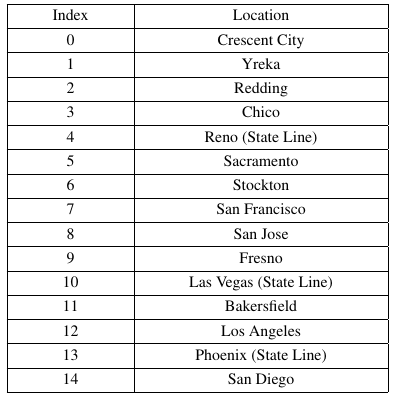 Index Location
0 Crescent City
1 Yreka
2 Redding
3 Chico
4 Reno (State Line)
5 Sacramento
6 Stockton
7 San Francisco
8 San Jose
9 Fresno
10 Las Vegas (State Line)
11 Bakersfield
12 Los Angeles
13 Phoenix (State Line)
14 San Diego